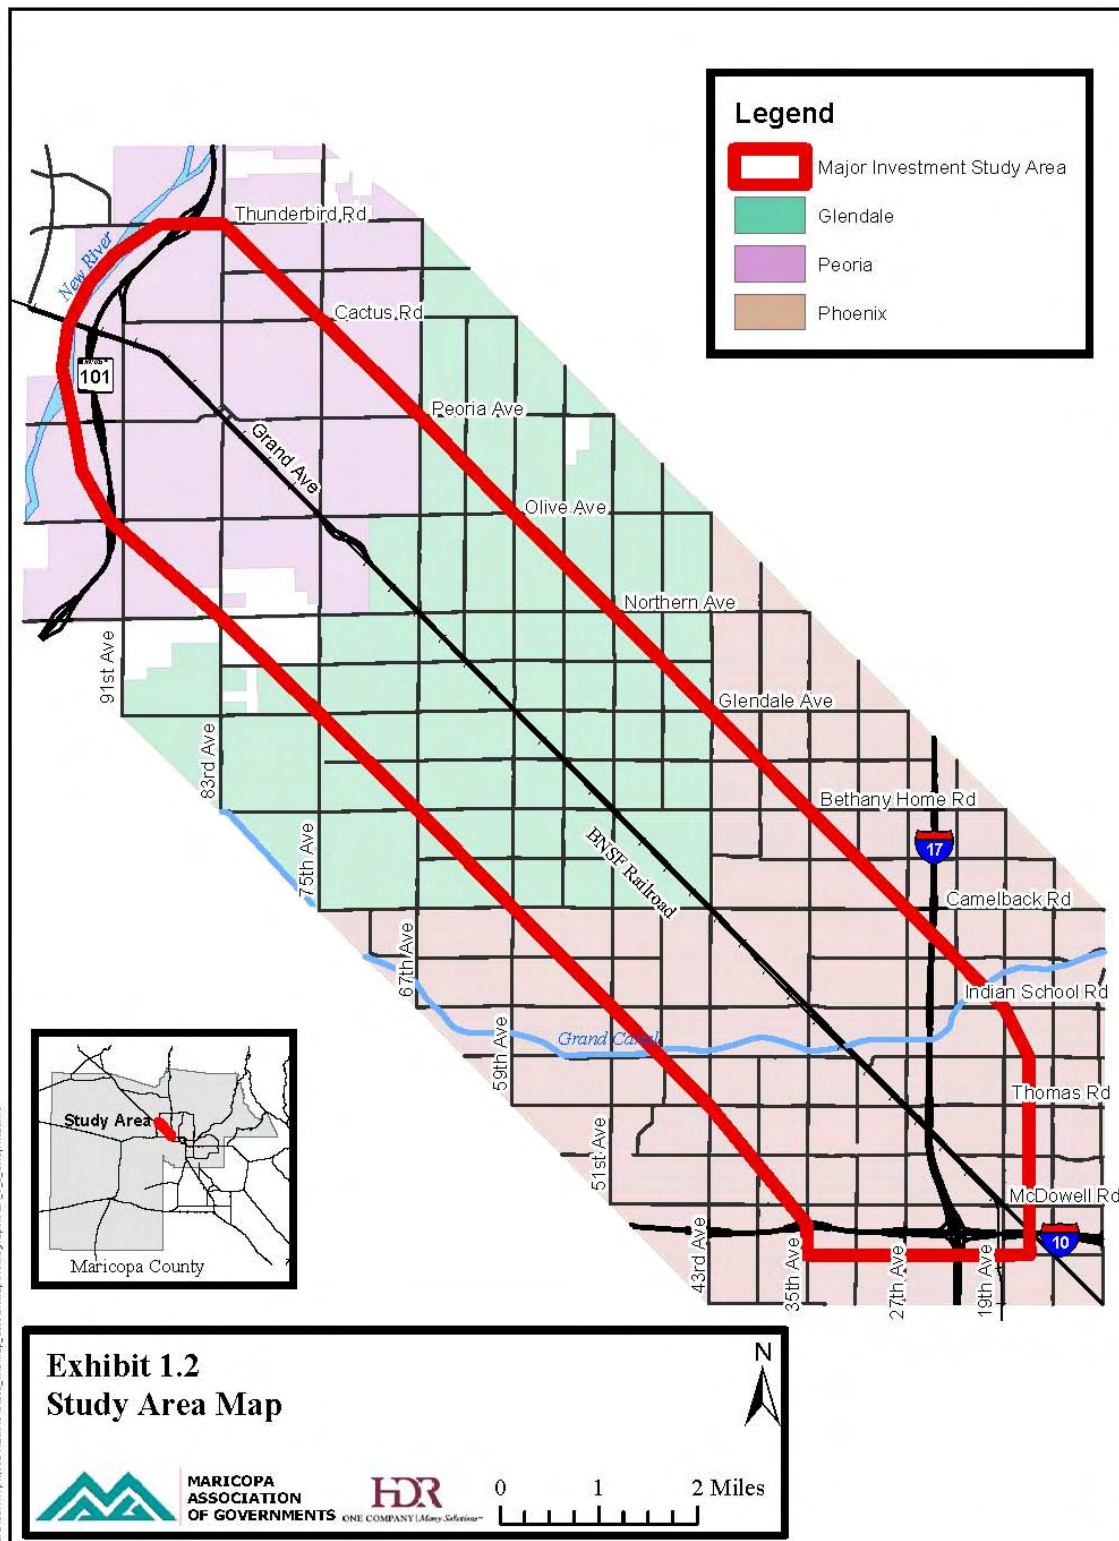 Legend
Major Investment Study Area
Glendale
Peoria
Phoenix
Thunderbird Rd
New River
Cactus Rd
101
Peoria Ave
Grand Ave
Olive Ave
Northern Ave
91st Ave
Glendale Ave
83rd Ave
Bethany Home Rd
BNSF Railroad
17
75th Ave
Camelback Rd
67th Ave
Indian School Rd
Grand Canal
59th Ave
Thomas Rd
51st Ave
McDowell Rd
10
43rd Ave
35th Ave
27th Ave
19th Ave
Study Area
Maricopa County
Exhibit 1.2
Study Area Map
N
MARICOPA
ASSOCIATION
OF GOVERNMENTS
HDR
ONE COMPANY | Many Solutions
0 1 2 Miles